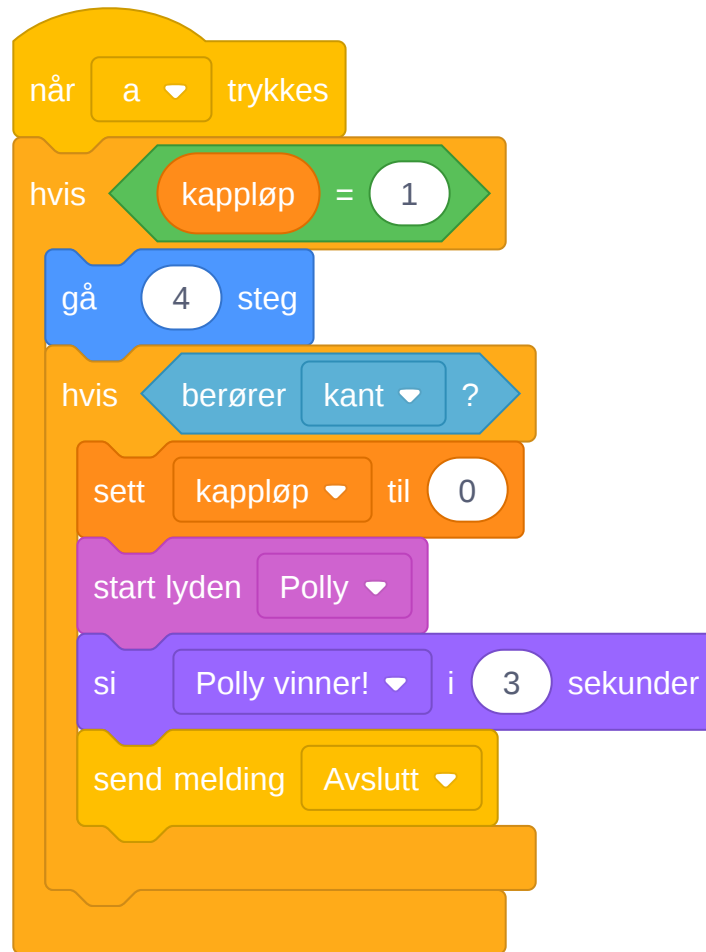 når a trykkes
hvis kappløp = 1
gå 4 steg
hvis berører kant ?
sett kappløp til 0
start lyden Polly
si Polly vinner! i 3 sekunder
send melding Avslutt